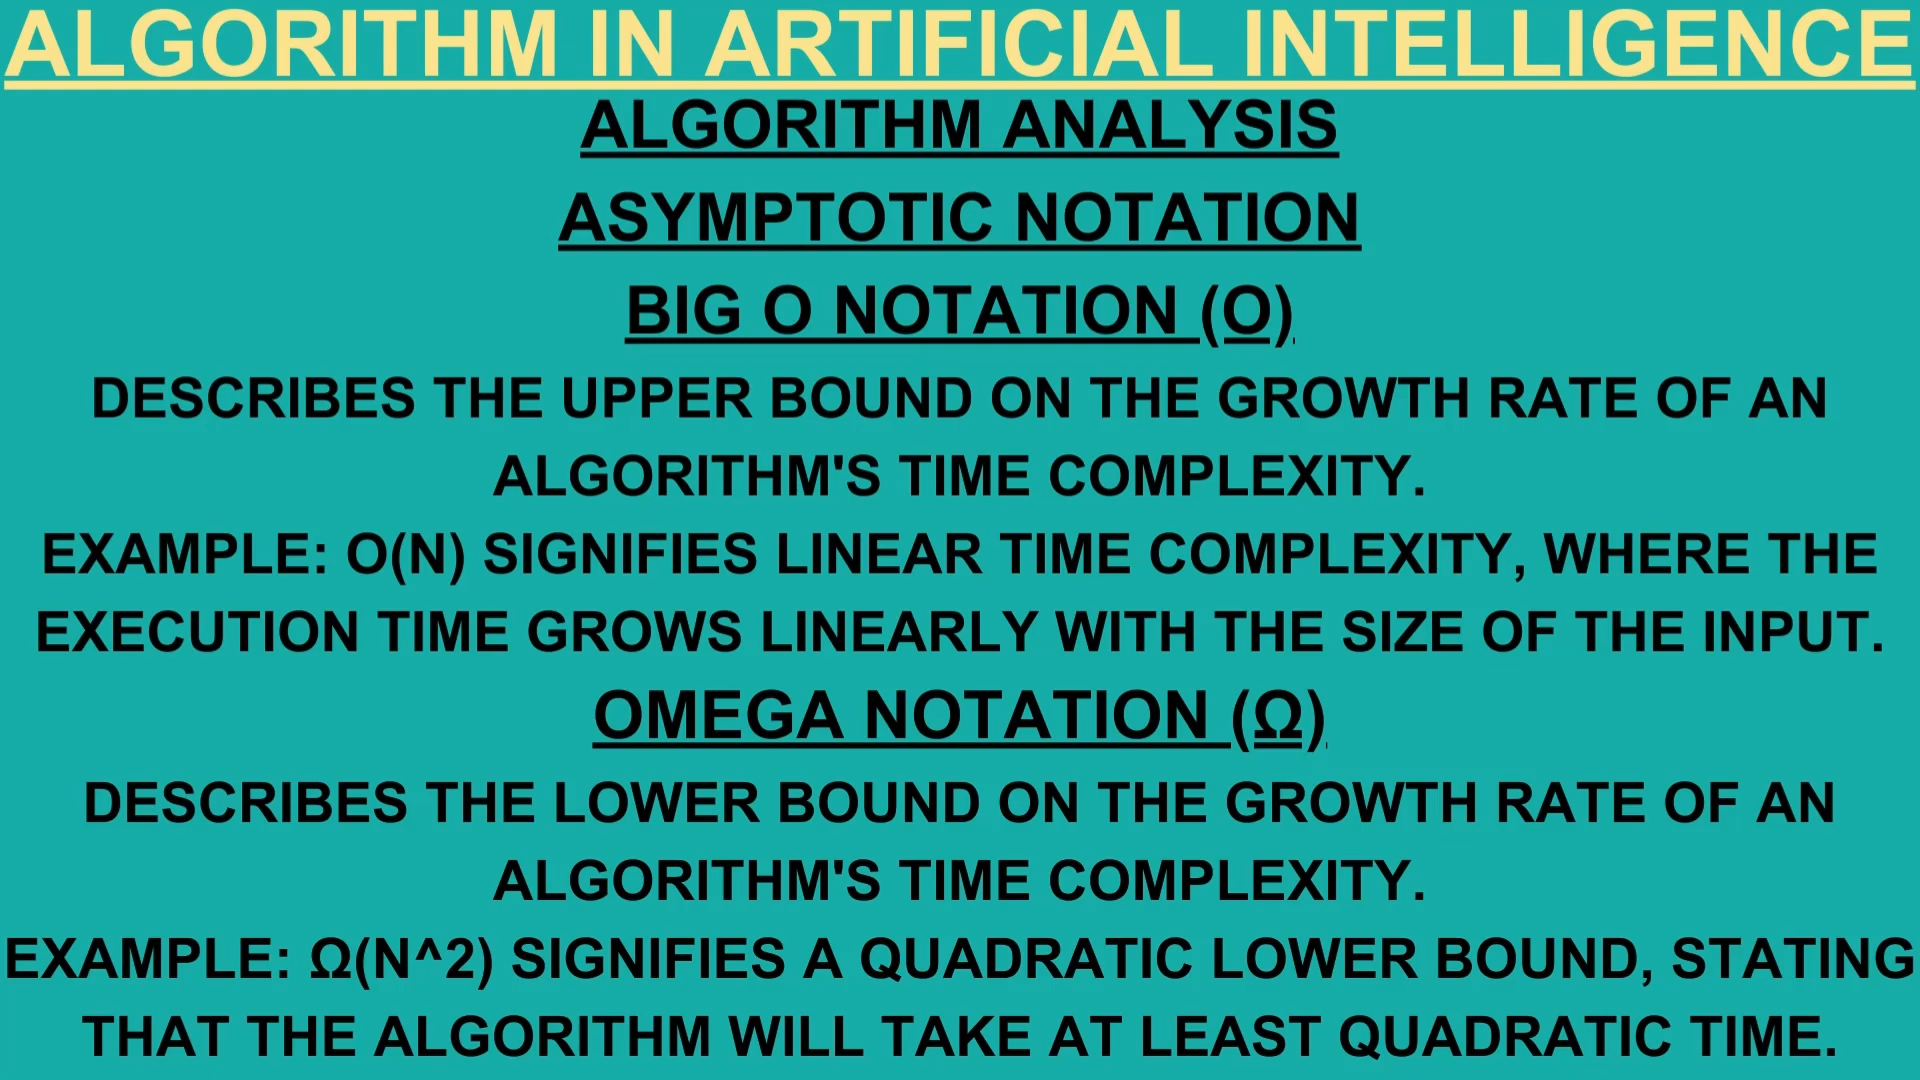 ALGORITHM IN ARTIFICIAL INTELLIGENCE
ALGORITHM ANALYSIS
ASYMPTOTIC NOTATION
BIG O NOTATION (O)
DESCRIBES THE UPPER BOUND ON THE GROWTH RATE OF AN
ALGORITHM'S TIME COMPLEXITY.
EXAMPLE: O(N) SIGNIFIES LINEAR TIME COMPLEXITY, WHERE THE
EXECUTION TIME GROWS LINEARLY WITH THE SIZE OF THE INPUT.
OMEGA NOTATION (Ω)
DESCRIBES THE LOWER BOUND ON THE GROWTH RATE OF AN
ALGORITHM'S TIME COMPLEXITY.
EXAMPLE: Ω(N^2) SIGNIFIES A QUADRATIC LOWER BOUND, STATING
THAT THE ALGORITHM WILL TAKE AT LEAST QUADRATIC TIME.